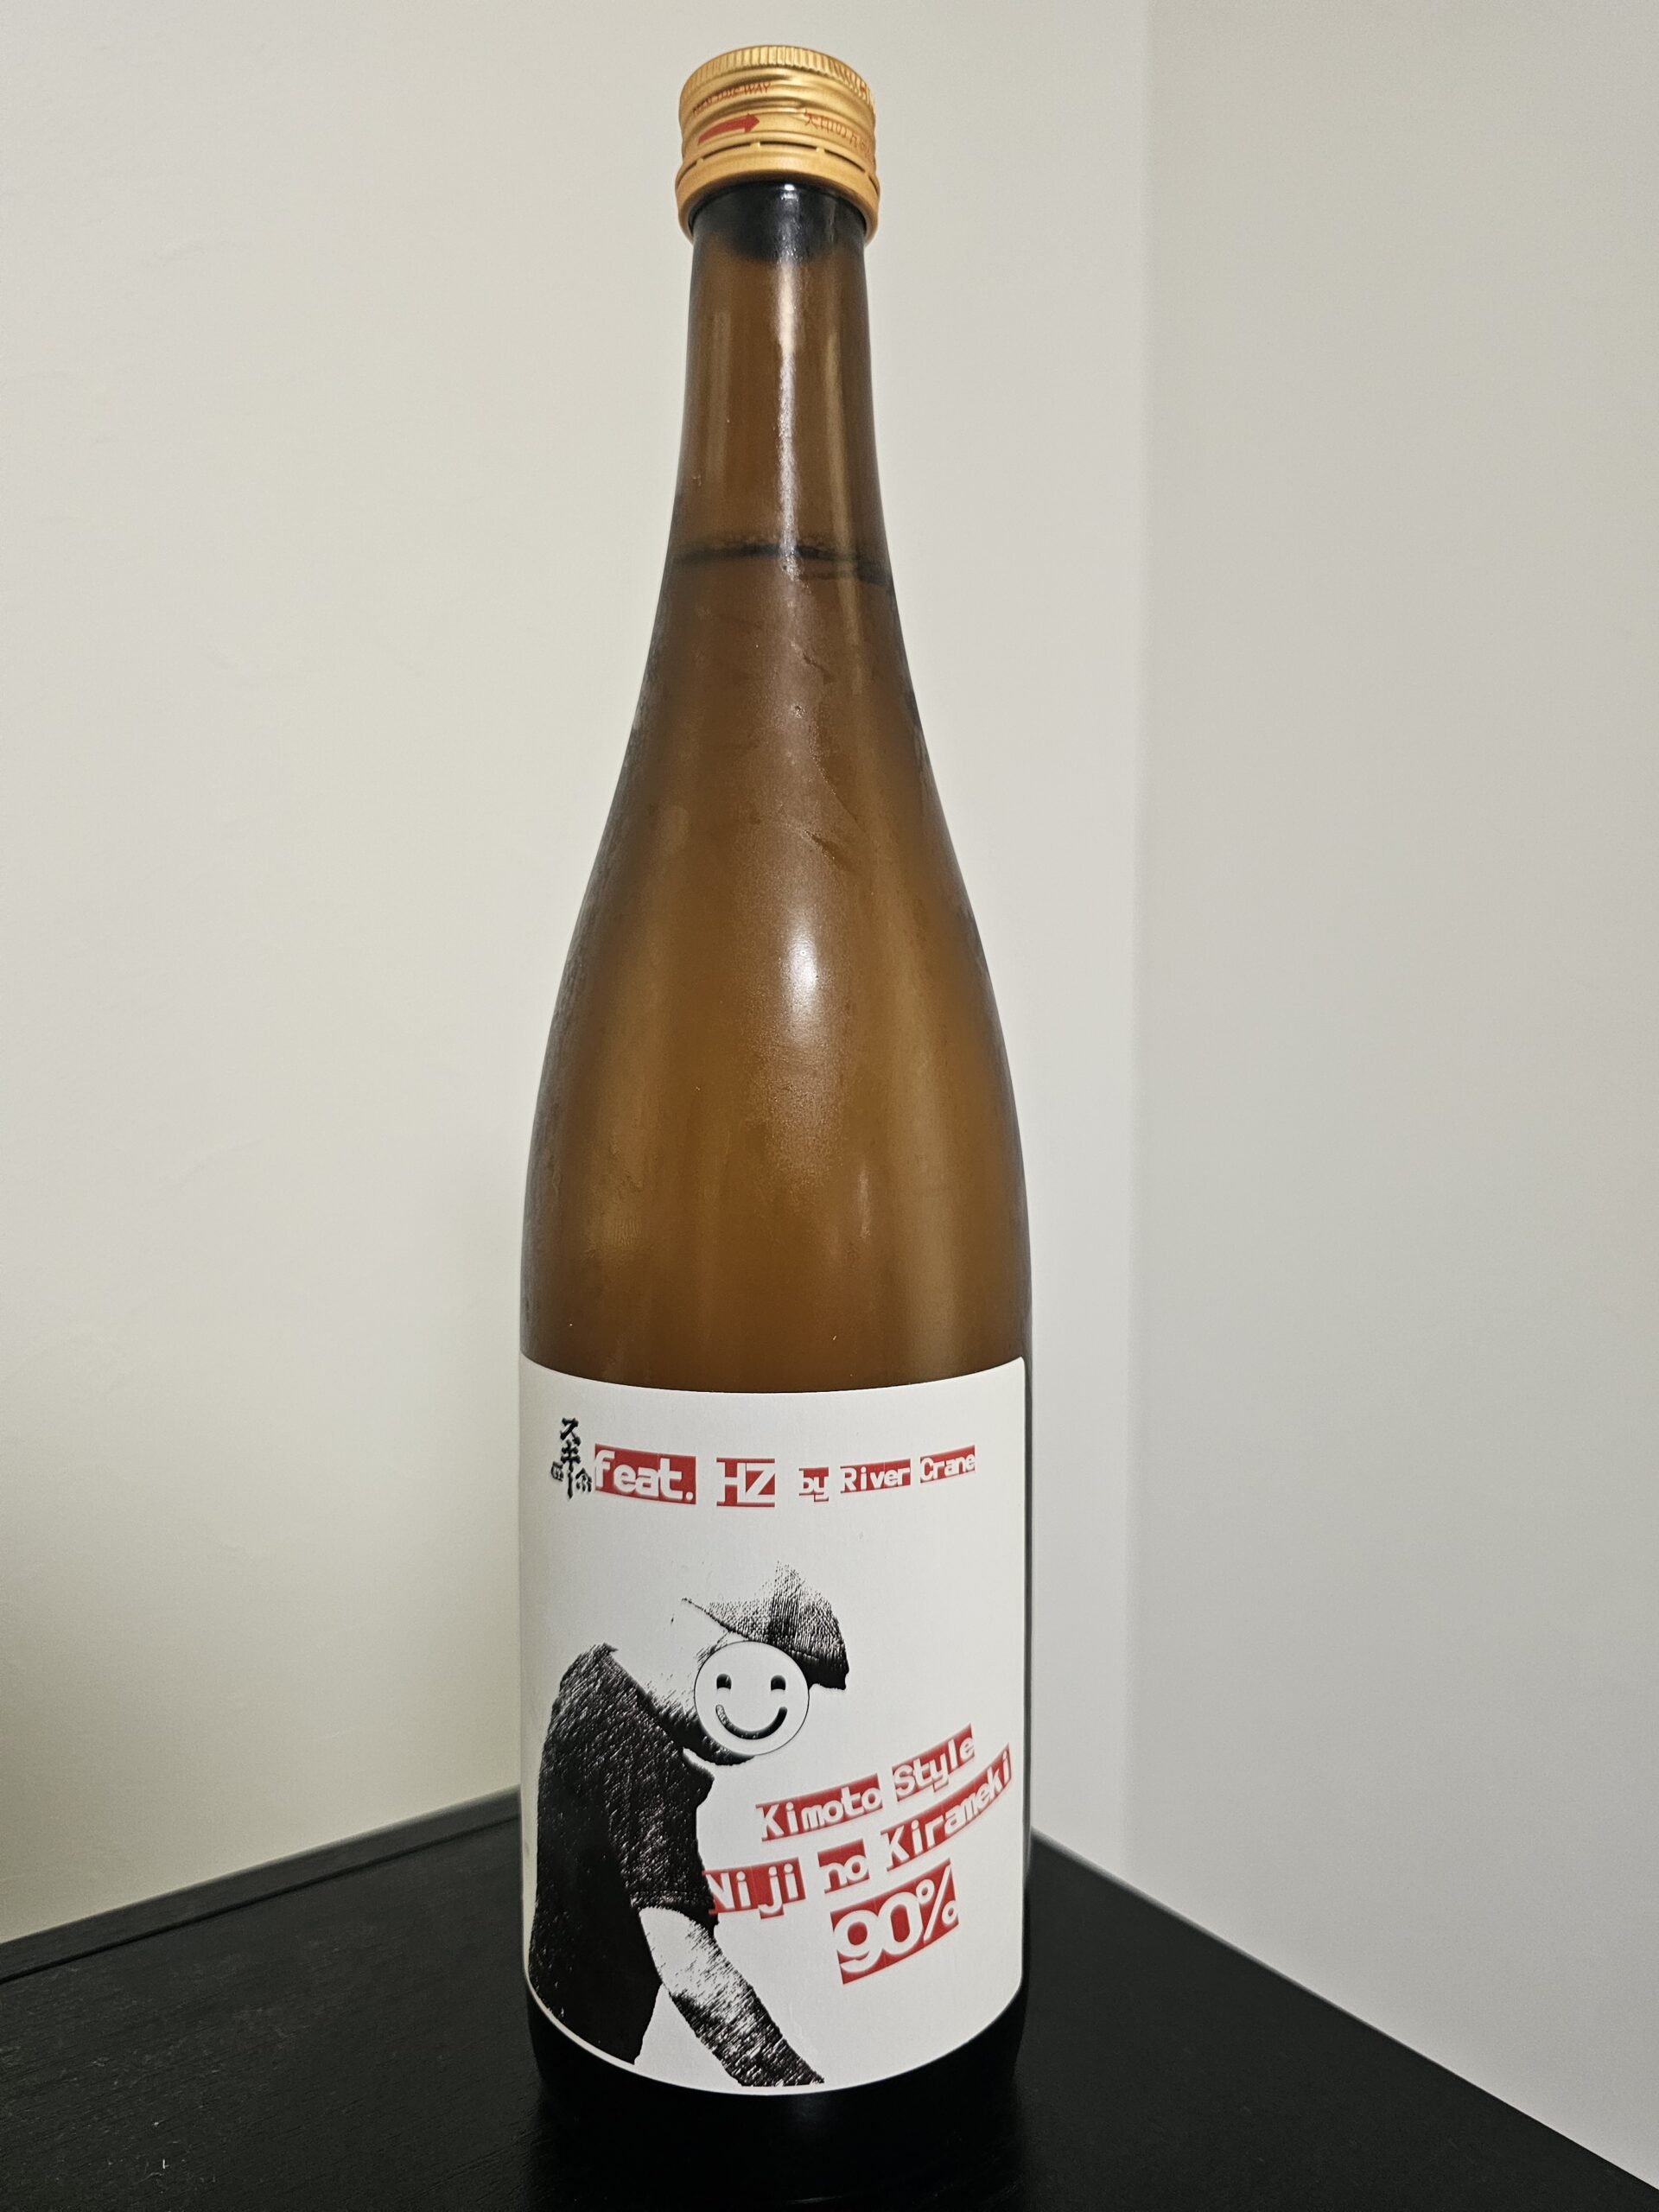 feat. HZ by River Crane
Kimoto Style
Niji no Kirameki
90%